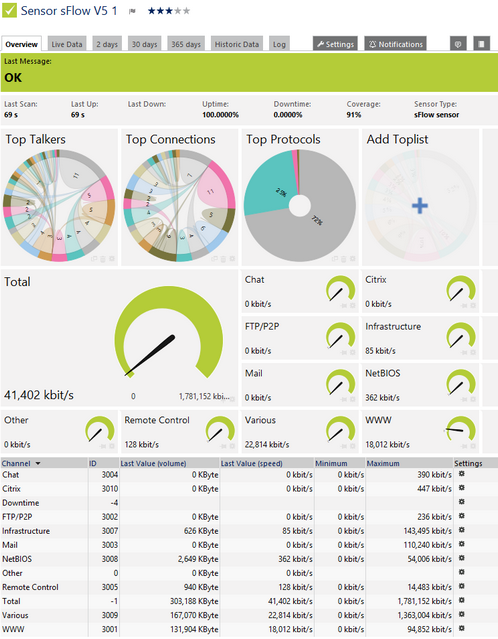 Sensor sFlow V5 1
Overview Live Data 2 days 30 days 365 days Historic Data Log Settings Notifications
Last Message:
OK
Last Scan: Last Up: Last Down: Uptime: Downtime: Coverage: Sensor Type:
69 s 69 s 100.0000% 0.0000% 91% sFlow sensor
Top Talkers Top Connections Top Protocols Add Toplist
72%
Total
41,402 kbit/s
0 1,781,152 kbi...
Chat
0 kbit/s
Citrix
0 kbit/s
FTP/P2P
0 kbit/s
Infrastructure
85 kbit/s
Mail
0 kbit/s
NetBIOS
362 kbit/s
Other
0 kbit/s
Remote Control
128 kbit/s
Various
22,814 kbit/s
WWW
18,012 kbit/s
Channel ID Last Value (volume) Last Value (speed) Minimum Maximum Settings
Chat 3004 0 KByte 0 kbit/s 0 kbit/s 390 kbit/s
Citrix 3010 0 KByte 0 kbit/s 0 kbit/s 447 kbit/s
Downtime -4
FTP/P2P 3002 0 KByte 0 kbit/s 0 kbit/s 236 kbit/s
Infrastructure 3007 626 KByte 85 kbit/s 0 kbit/s 143,495 kbit/s
Mail 3003 0 KByte 0 kbit/s 0 kbit/s 110,240 kbit/s
NetBIOS 3008 2,649 KByte 362 kbit/s 0 kbit/s 54,006 kbit/s
Other 0 0 KByte 0 kbit/s 0 kbit/s 0 kbit/s
Remote Control 3005 940 KByte 128 kbit/s 0 kbit/s 14,483 kbit/s
Total -1 303,188 KByte 41,402 kbit/s 0 kbit/s 1,781,152 kbit/s
Various 3009 167,070 KByte 22,814 kbit/s 0 kbit/s 1,363,004 kbit/s
WWW 3001 131,904 KByte 18,012 kbit/s 0 kbit/s 94,852 kbit/s